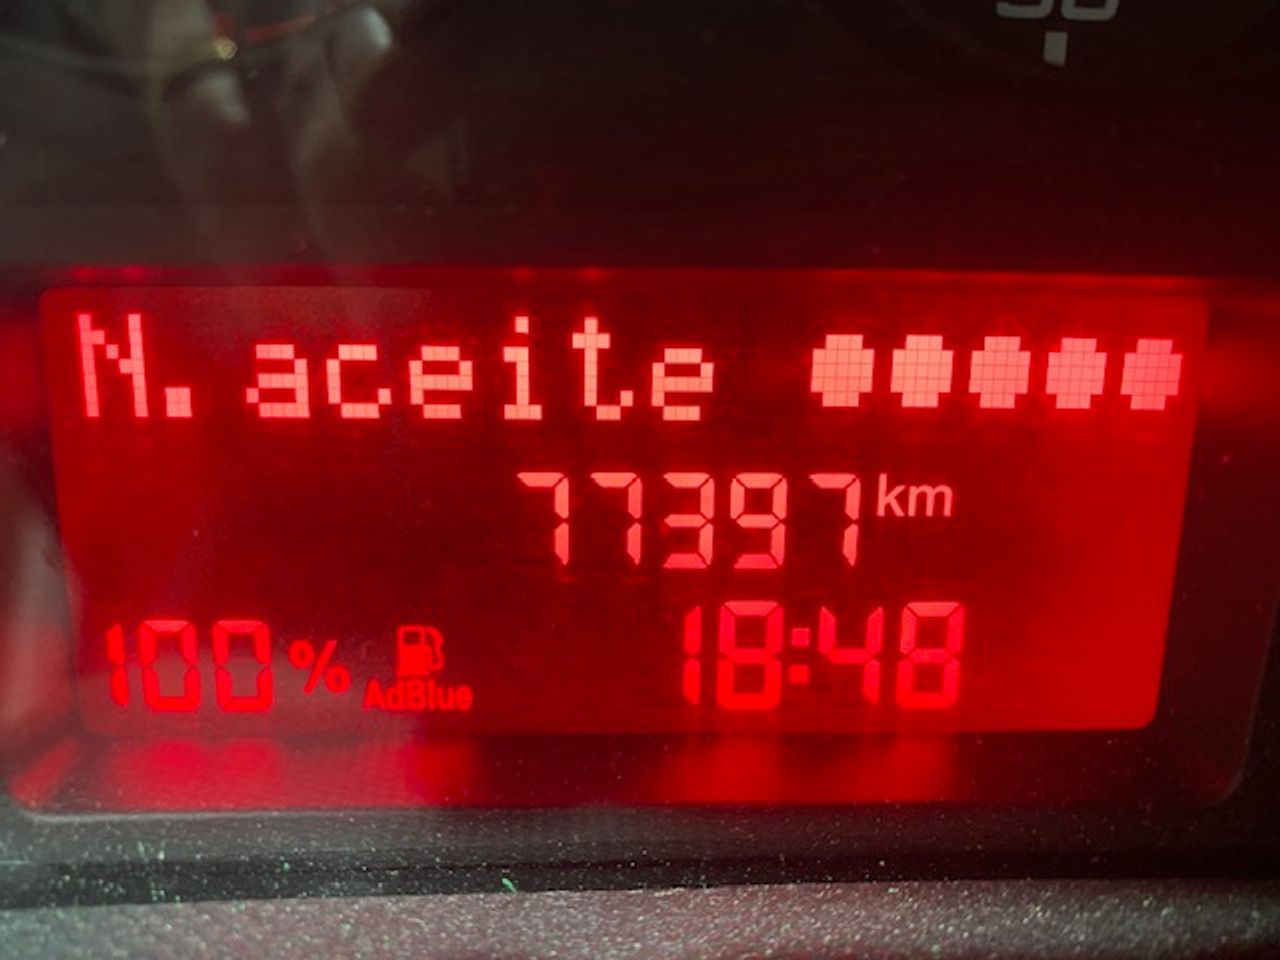 N. aceite
77397 km
100% AdBlue 18:48